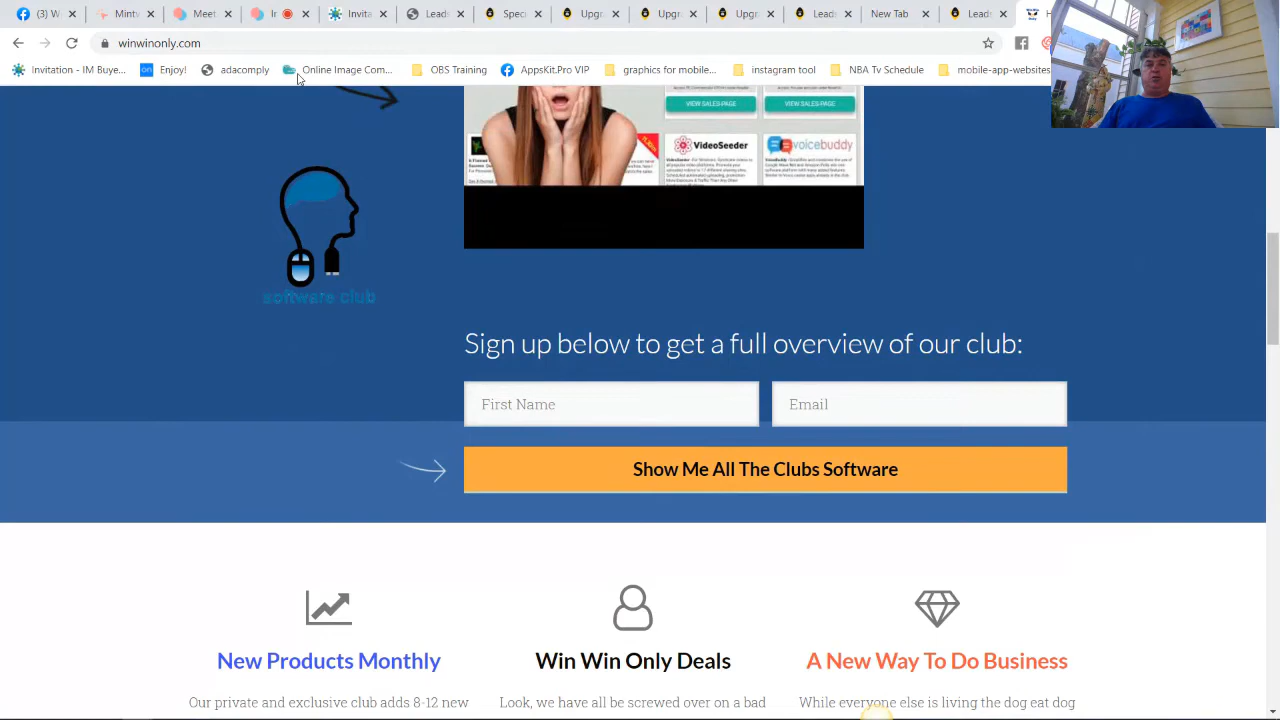 (3) W
Minto
Meet
In
Invita
Leads
Speci
Upgr
Upgr
Upgr
Leads
New Tab
Leads
winwinonly.com
Invitation - IM Buye...
on Enjoy!
adacomply
Online Image Com...
OBS training
AppsKit.Pro VIP
graphics for mobile...
instagram tool
NBA Tv Schedule
mobile-app-websites
VIEW SALES PAGE
VIEW SALES PAGE
VideoSeeder
voicebuddy
software club
Sign up below to get a full overview of our club:
First Name
Email
Show Me All The Clubs Software
New Products Monthly
Win Win Only Deals
A New Way To Do Business
Our private and exclusive club adds 8-12 new
Look, we have all be screwed over on a bad
While everyone else is living the dog eat dog